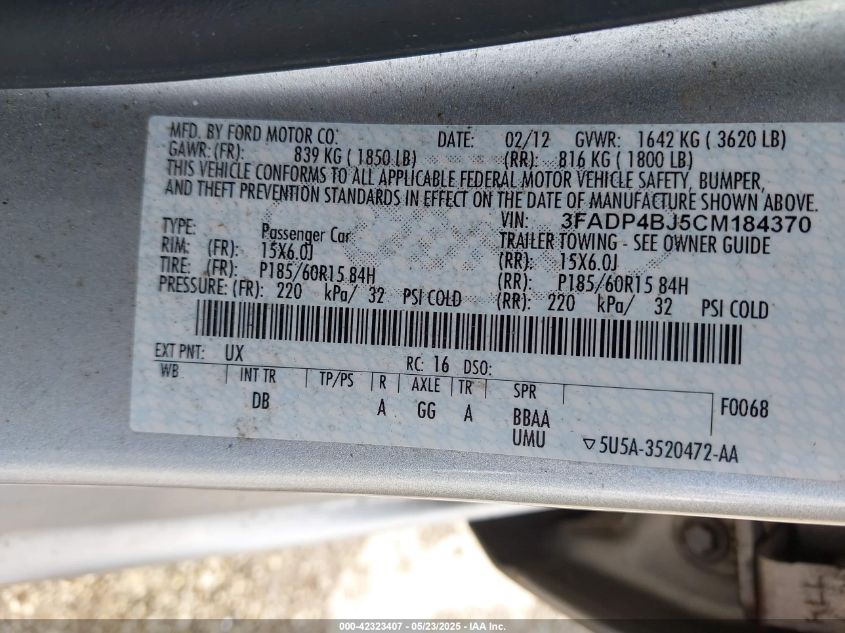 MFD. BY FORD MOTOR CO. DATE: 02/12 GVWR: 1642 KG ( 3620 LB)
GAWR: (FR): 839 KG ( 1850 LB) (RR): 816 KG ( 1800 LB)
THIS VEHICLE CONFORMS TO ALL APPLICABLE FEDERAL MOTOR VEHICLE SAFETY, BUMPER,
AND THEFT PREVENTION STANDARDS IN EFFECT ON THE DATE OF MANUFACTURE SHOWN ABOVE.
VIN: 3FADP4BJ5CM184370
TYPE: Passenger Car TRAILER TOWING - SEE OWNER GUIDE
RIM: (FR): 15X6.0J (RR): 15X6.0J
TIRE: (FR): P185/60R15 84H (RR): P185/60R15 84H
PRESSURE: (FR): 220 kPa/ 32 PSI COLD (RR): 220 kPa/ 32 PSI COLD
EXT PNT: UX RC: 16 DSO:
WB INT TR TP/PS R AXLE TR SPR F0068
DB A GG A BBAA
UMU ▽5U5A-3520472-AA
000-42323407 - 05/23/2025 - IAA Inc.